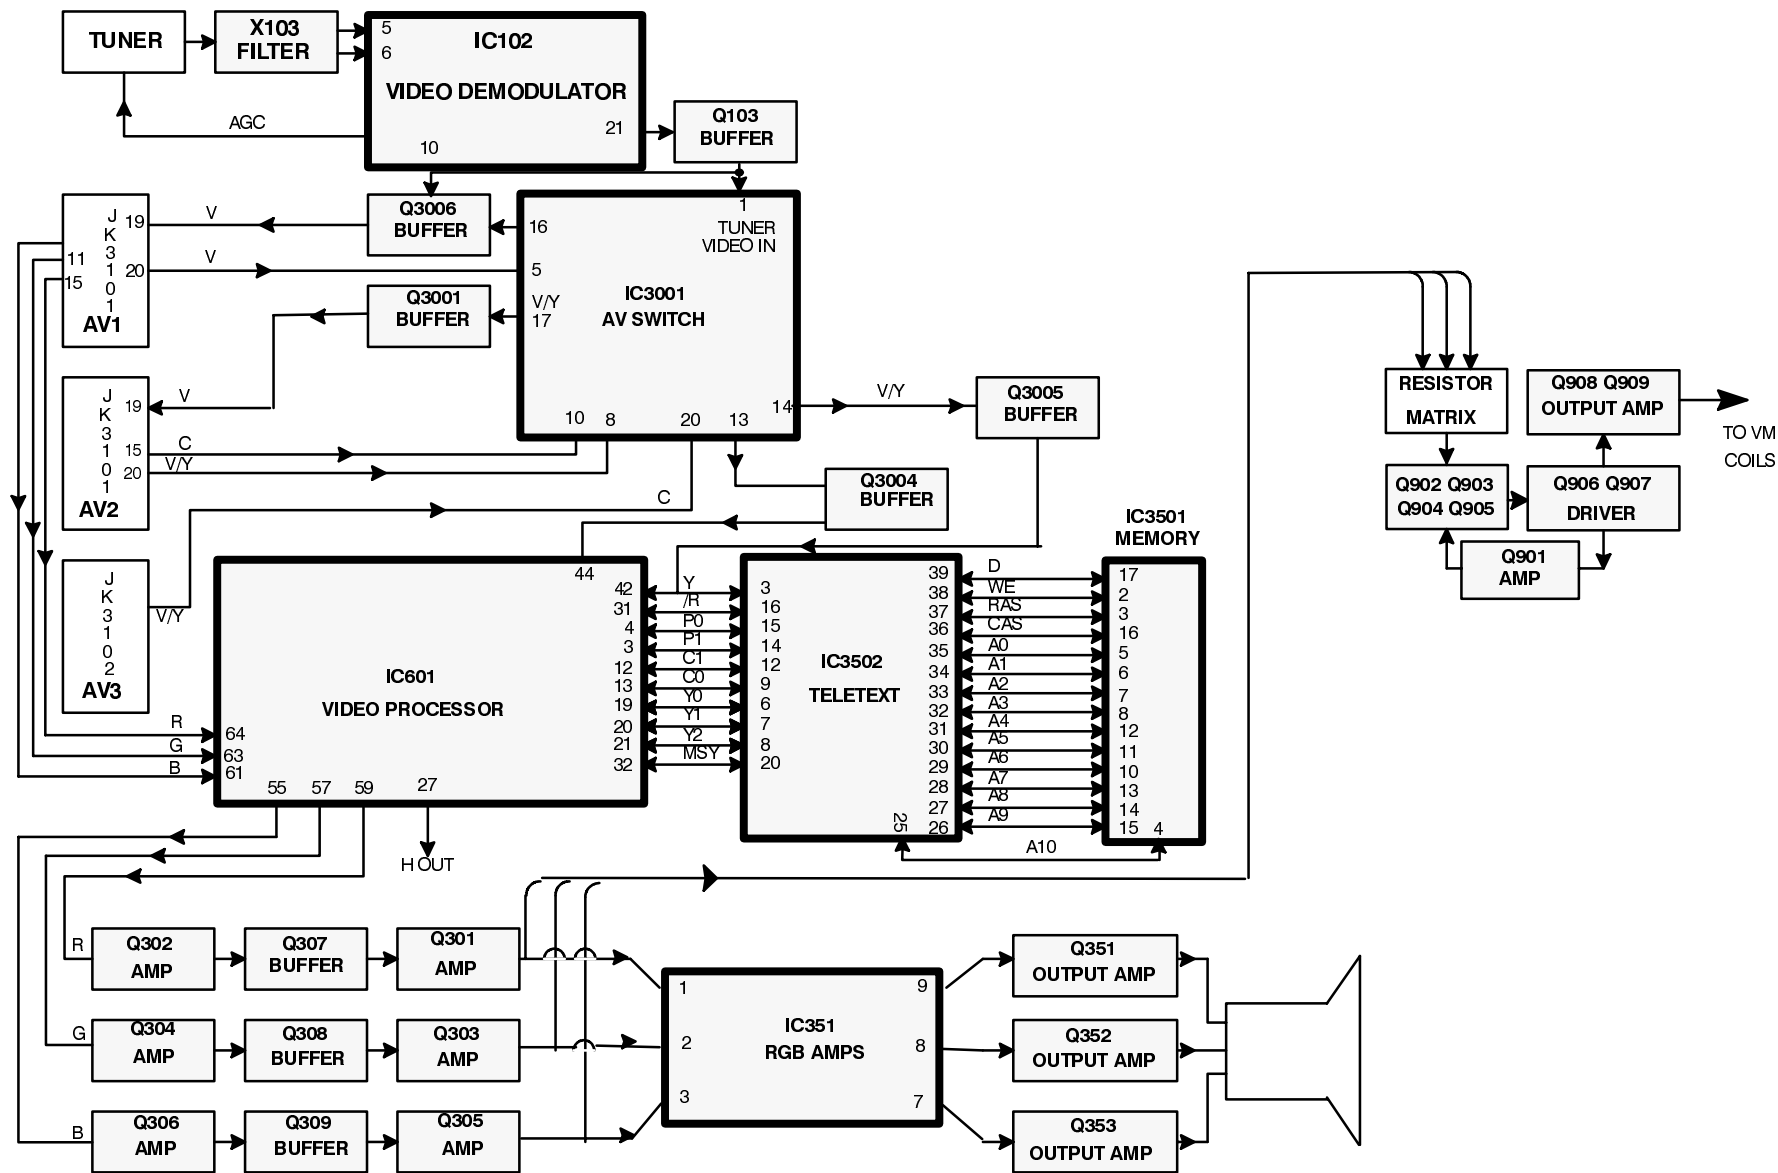 TUNER
X103
FILTER
5
6
IC102
VIDEO DEMODULATOR
21
10
AGC
Q103
BUFFER
J
K
3
1
0
1
19
11
20
15
AV1
V
V
Q3006
BUFFER
Q3001
BUFFER
16
5
V/Y
17
1
TUNER
VIDEO IN
IC3001
AV SWITCH
10
8
20
13
14
V/Y
Q3005
BUFFER
J
K
3
1
0
1
19
15
20
AV2
V
C
V/Y
C
Q3004
BUFFER
J
K
3
1
0
2
AV3
V/Y
RESISTOR
MATRIX
Q908 Q909
OUTPUT AMP
TO VM
COILS
Q902 Q903
Q904 Q905
Q906 Q907
DRIVER
Q901
AMP
44
42
31
4
3
12
13
19
20
21
32
IC601
VIDEO PROCESSOR
64
63
61
R
G
B
55
57
59
27
H OUT
Y
/R
P0
P1
C1
C0
Y0
Y1
Y2
MSY
3
16
15
14
12
9
6
7
8
20
IC3502
TELETEXT
39
38
37
36
35
34
33
32
31
30
29
28
27
26
25
D
WE
RAS
CAS
A0
A1
A2
A3
A4
A5
A6
A7
A8
A9
A10
IC3501
MEMORY
17
2
3
16
5
6
7
8
12
11
10
13
14
15
4
R
Q302
AMP
Q307
BUFFER
Q301
AMP
G
Q304
AMP
Q308
BUFFER
Q303
AMP
B
Q306
AMP
Q309
BUFFER
Q305
AMP
1
2
3
IC351
RGB AMPS
9
8
7
Q351
OUTPUT AMP
Q352
OUTPUT AMP
Q353
OUTPUT AMP